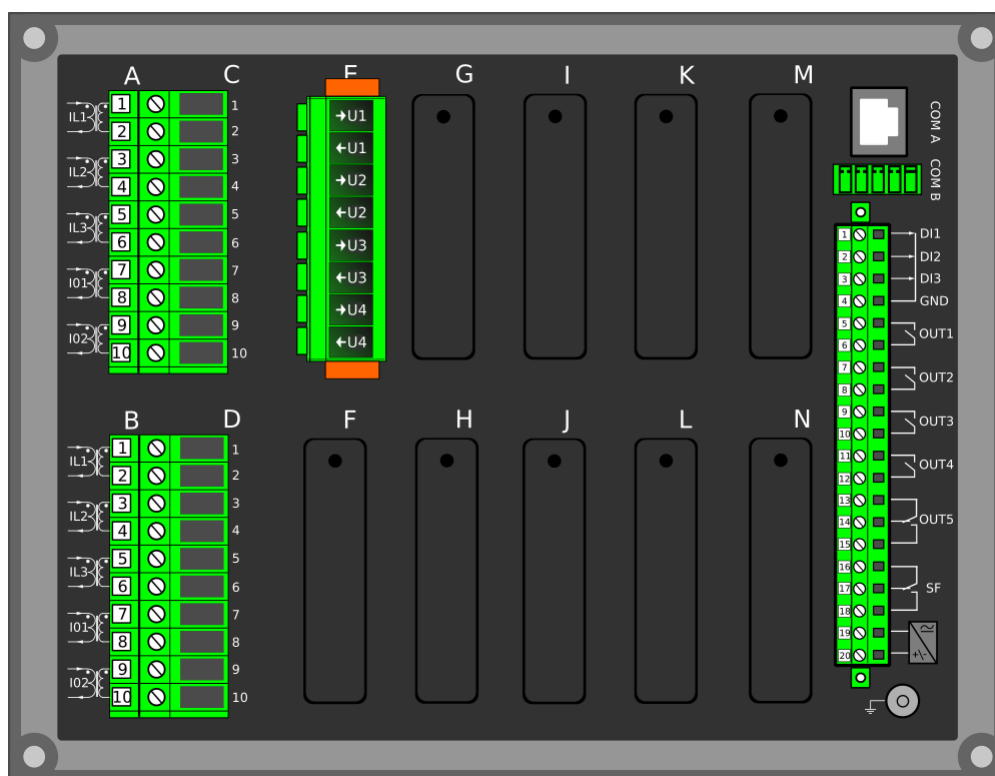 A C E G I K M
IL1 1 1
2 2
IL2 3 3
4 4
IL3 5 5
6 6
I01 7 7
8 8
I02 9 9
10 10
→U1
←U1
→U2
←U2
→U3
←U3
→U4
←U4
COM A
COM B
1 DI1
2 DI2
3 DI3
4 GND
5
OUT1
6
7
OUT2
8
9
OUT3
10
11
OUT4
12
13
14 OUT5
15
16
17 SF
18
19 ≃
20 +/-
B D F H J L N
IL1 1 1
2 2
IL2 3 3
4 4
IL3 5 5
6 6
I01 7 7
8 8
I02 9 9
10 10